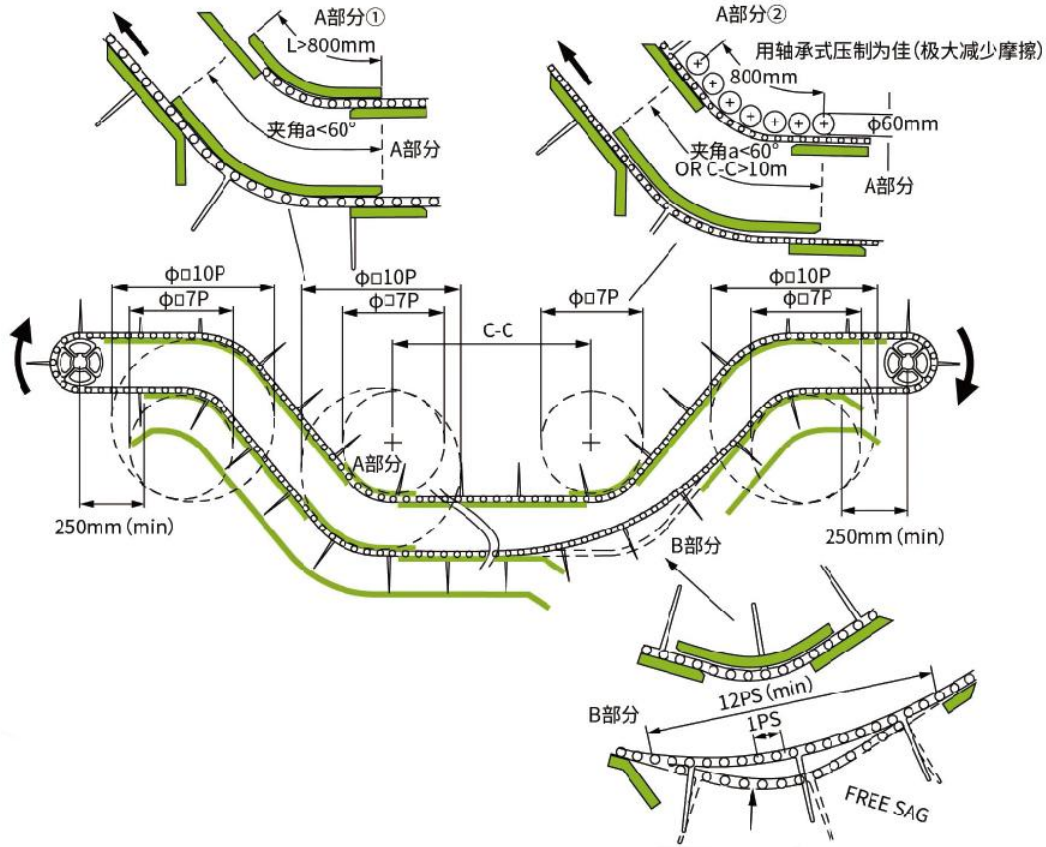 A部分①
L>800mm
夹角a<60°
A部分
A部分②
用轴承式压制为佳(极大减少摩擦)
800mm
ф60mm
夹角a<60°
OR C-C>10m
A部分
ф□10P
ф□7P
ф□10P
ф□7P
C-C
ф□7P
ф□10P
ф□7P
A部分
250mm(min)
250mm(min)
B部分
12PS(min)
B部分
1PS
FREE SAG